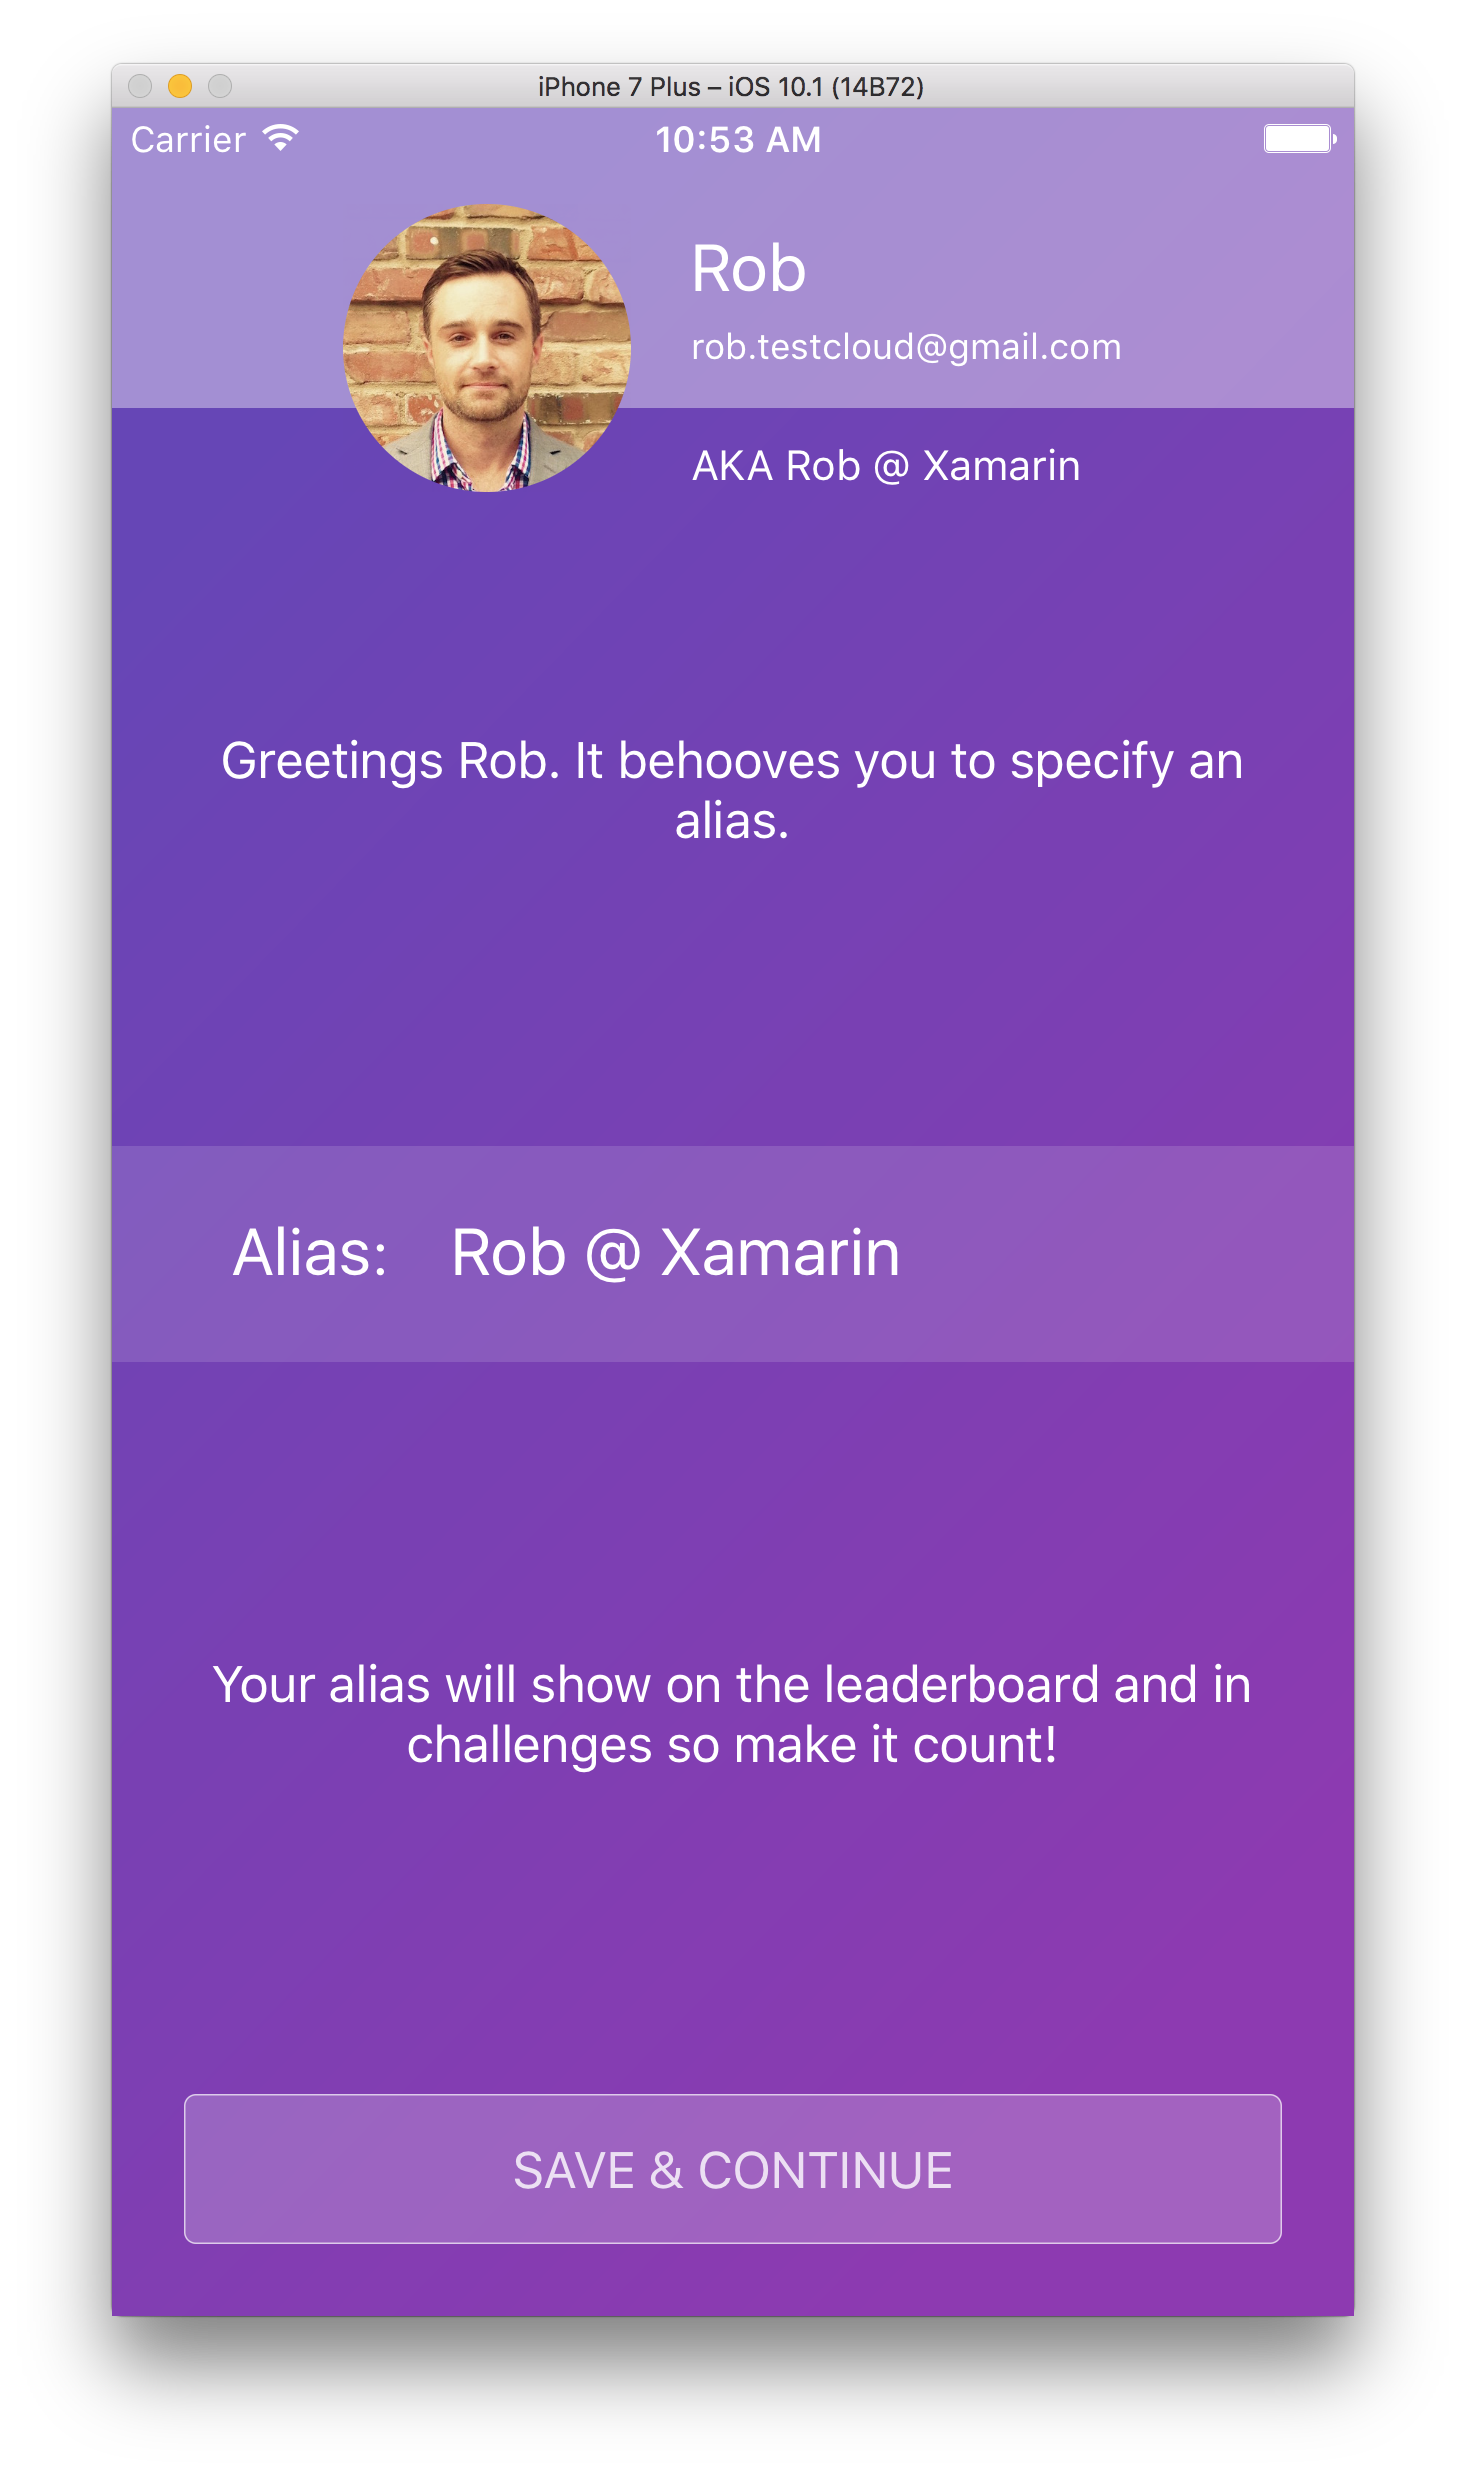 iPhone 7 Plus – iOS 10.1 (14B72)
Carrier 10:53 AM
Rob
rob.testcloud@gmail.com
AKA Rob @ Xamarin
Greetings Rob. It behooves you to specify an
alias.
Alias: Rob @ Xamarin
Your alias will show on the leaderboard and in
challenges so make it count!
SAVE & CONTINUE